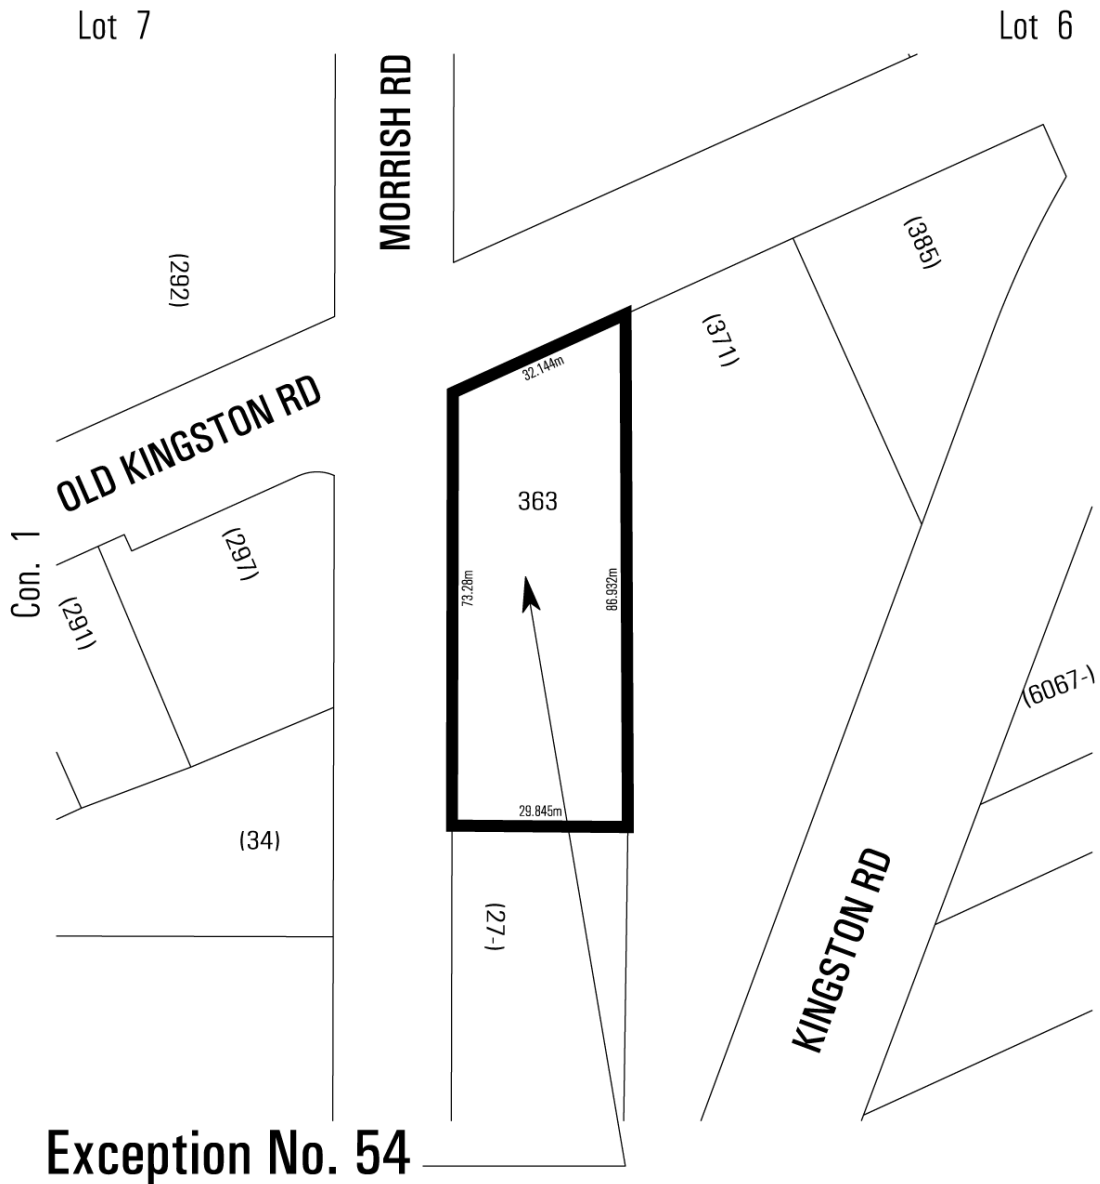 Lot 7
Lot 6
MORRISH RD
(385)
(292)
(371)
32.144m
OLD KINGSTON RD
363
Con. 1
(297)
(291)
73.28m
86.932m
(6067-)
29.845m
(34)
(27-)
KINGSTON RD
Exception No. 54